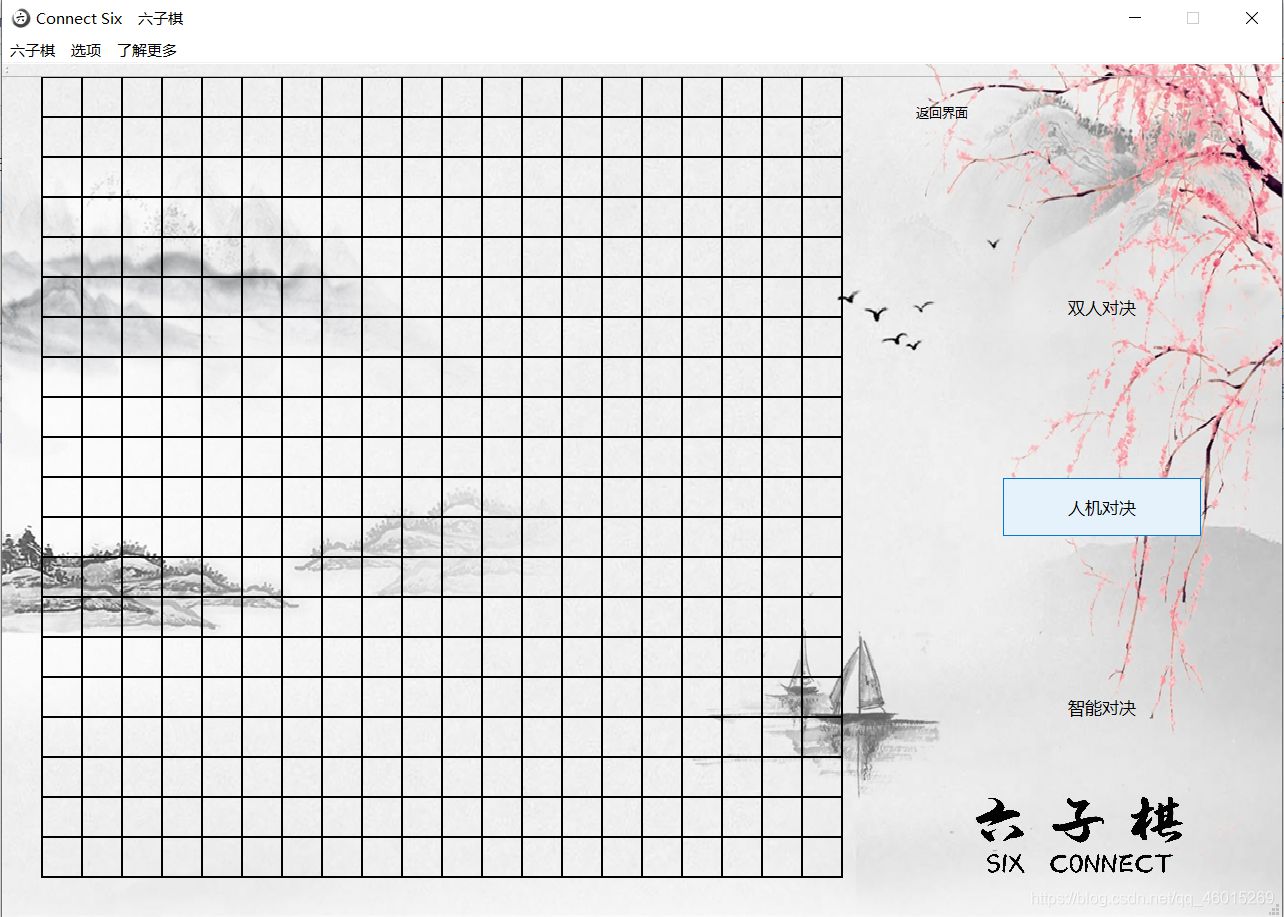 Connect Six 六子棋
六子棋 选项 了解更多
返回界面
双人对决
人机对决
智能对决
六子棋
SIX CONNECT
https://blog.csdn.net/qq_46015269